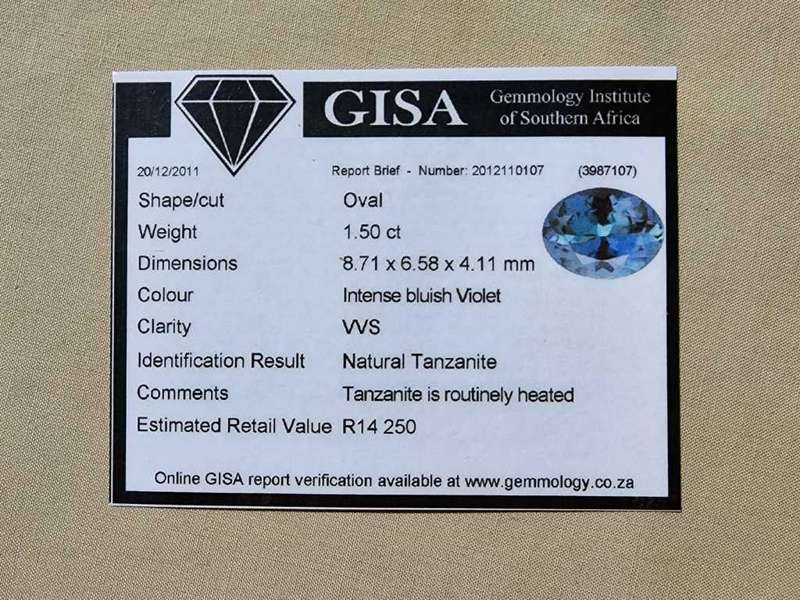 GISA
Gemmology Institute
of Southern Africa
20/12/2011 Report Brief - Number: 2012110107 (3987107)
Shape/cut Oval
Weight 1.50 ct
Dimensions 8.71 x 6.58 x 4.11 mm
Colour Intense bluish Violet
Clarity VVS
Identification Result Natural Tanzanite
Comments Tanzanite is routinely heated
Estimated Retail Value R14 250
Online GISA report verification available at www.gemmology.co.za